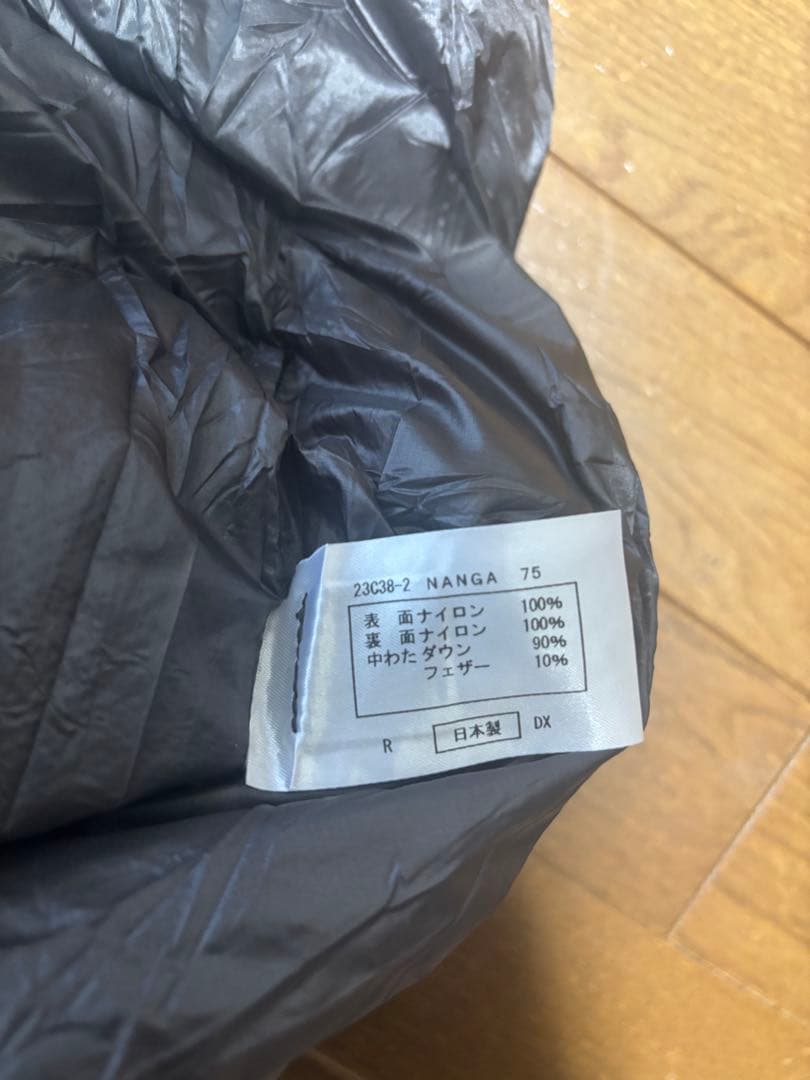 23C38-2 NANGA 75
表 面ナイロン 100%
裏 面ナイロン 100%
中わた ダウン 90%
フェザー 10%
R 日本製 DX